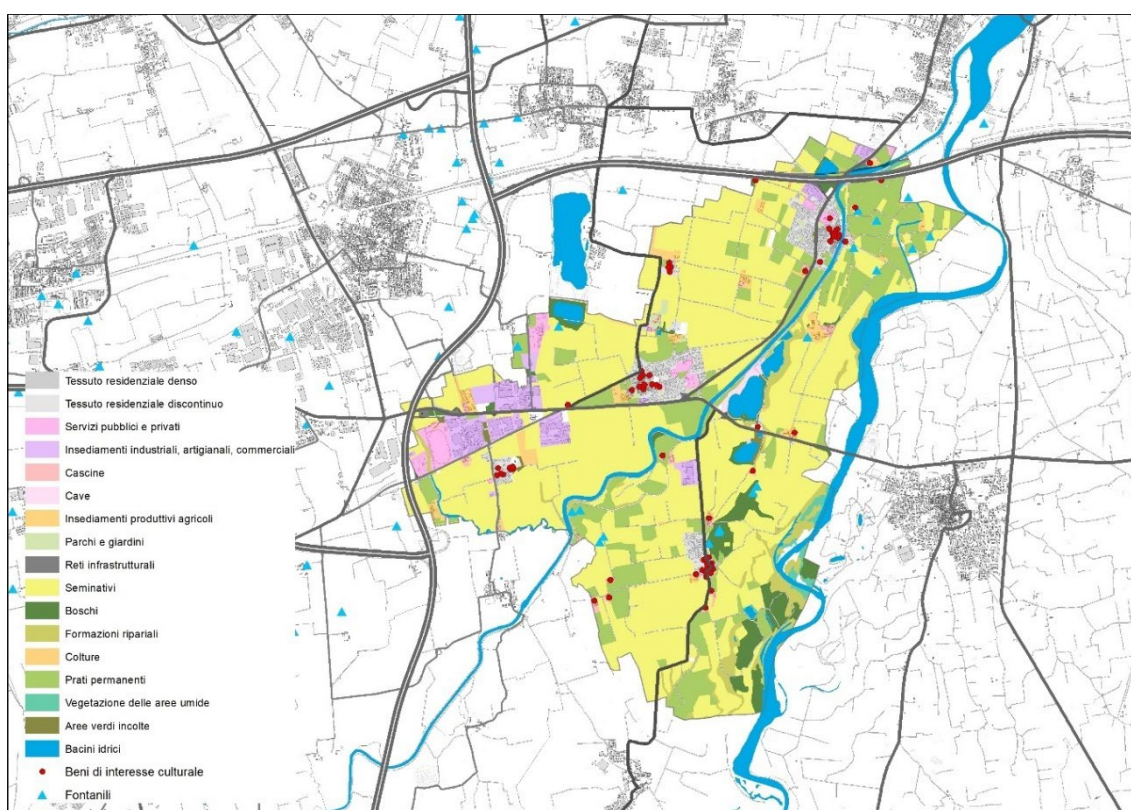 Tessuto residenziale denso
Tessuto residenziale discontinuo
Servizi pubblici e privati
Insediamenti industriali, artigianali, commerciali
Cascine
Cave
Insediamenti produttivi agricoli
Parchi e giardini
Reti infrastrutturali
Seminativi
Boschi
Formazioni ripariali
Colture
Prati permanenti
Vegetazione delle aree umide
Aree verdi incolte
Bacini idrici
Beni di interesse culturale
Fontanili